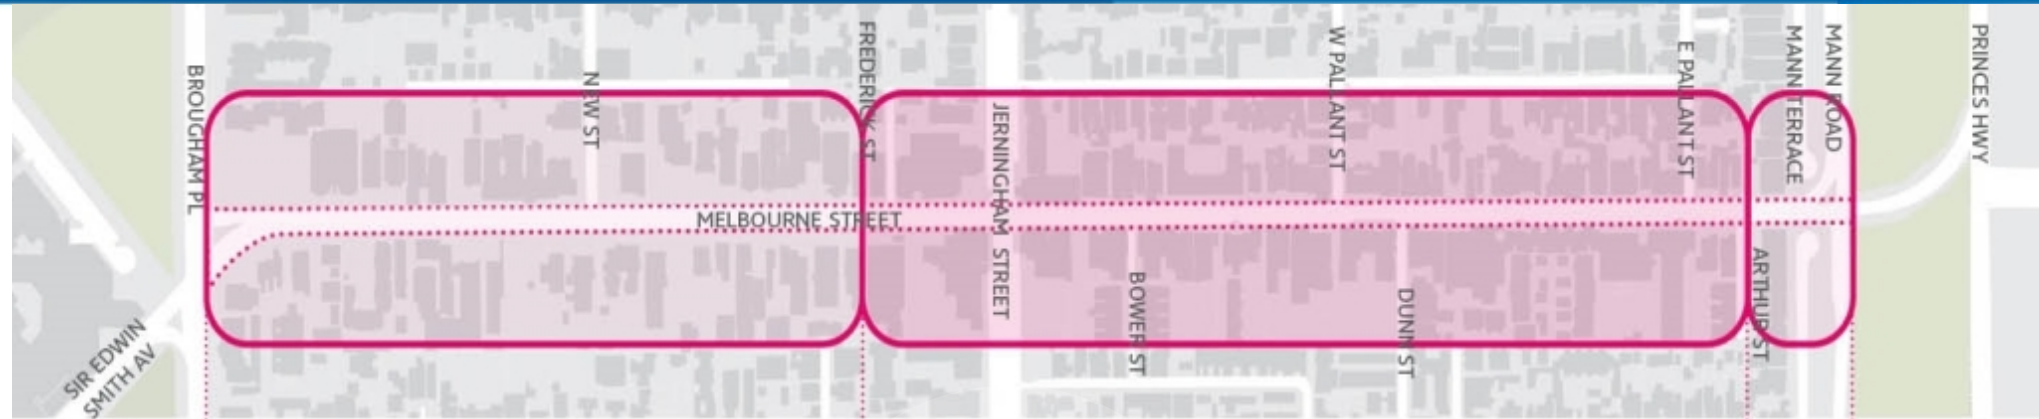 BROUGHAM PL
NEW ST
FREDERICK ST
JERNINGHAM STREET
W PALLANT ST
E PALLANT ST
MANN TERRACE
MANN ROAD
PRINCES HWY
MELBOURNE STREET
BOWER ST
DUNN ST
ARTHUR ST
SIR EDWIN
SMITH AV